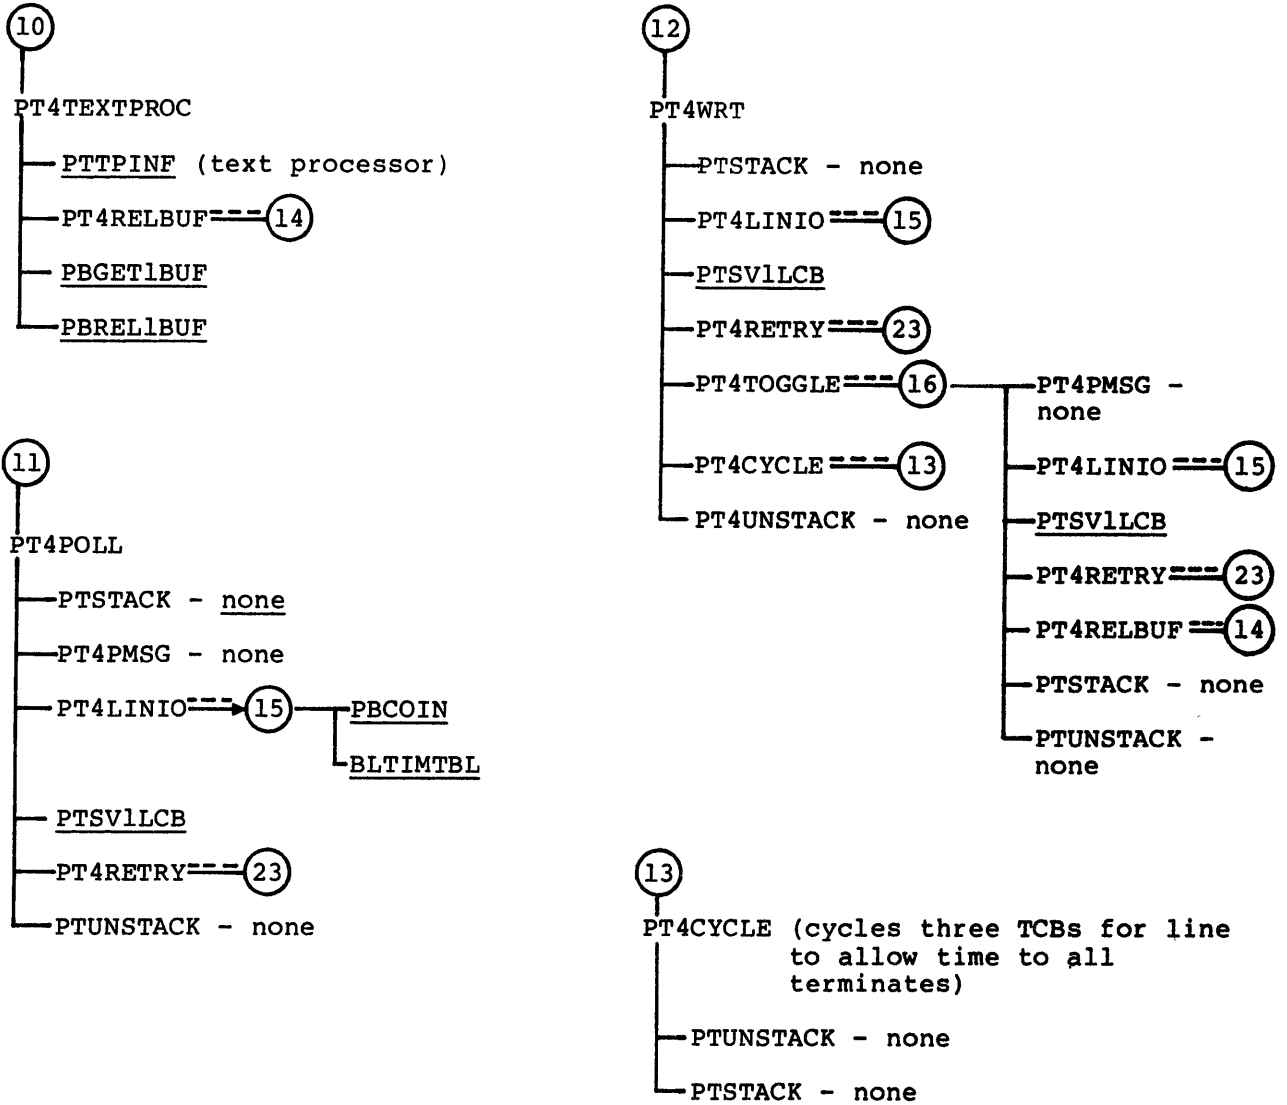 10
PT4TEXTPROC
PTTPINF (text processor)
PT4RELBUF 14
PBGET1BUF
PBREL1BUF
11
PT4POLL
PTSTACK - none
PT4PMSG - none
PT4LINIO 15 PBCOIN
BLTIMTBL
PTSV1LCB
PT4RETRY 23
PTUNSTACK - none
12
PT4WRT
PTSTACK - none
PT4LINIO 15
PTSV1LCB
PT4RETRY 23
PT4TOGGLE 16
PT4CYCLE 13
PT4UNSTACK - none
PT4PMSG -
none
PT4LINIO 15
PTSV1LCB
PT4RETRY 23
PT4RELBUF 14
PTSTACK - none
PTUNSTACK -
none
13
PT4CYCLE (cycles three TCBs for line
to allow time to all
terminates)
PTUNSTACK - none
PTSTACK - none